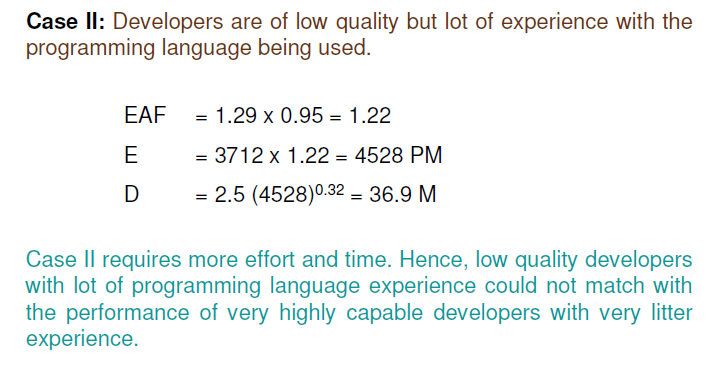 Case II: Developers are of low quality but lot of experience with the
programming language being used.
EAF = 1.29 x 0.95 = 1.22
E = 3712 x 1.22 = 4528 PM
D = 2.5 (4528)^0.32 = 36.9 M
Case II requires more effort and time. Hence, low quality developers
with lot of programming language experience could not match with
the performance of very highly capable developers with very litter
experience.